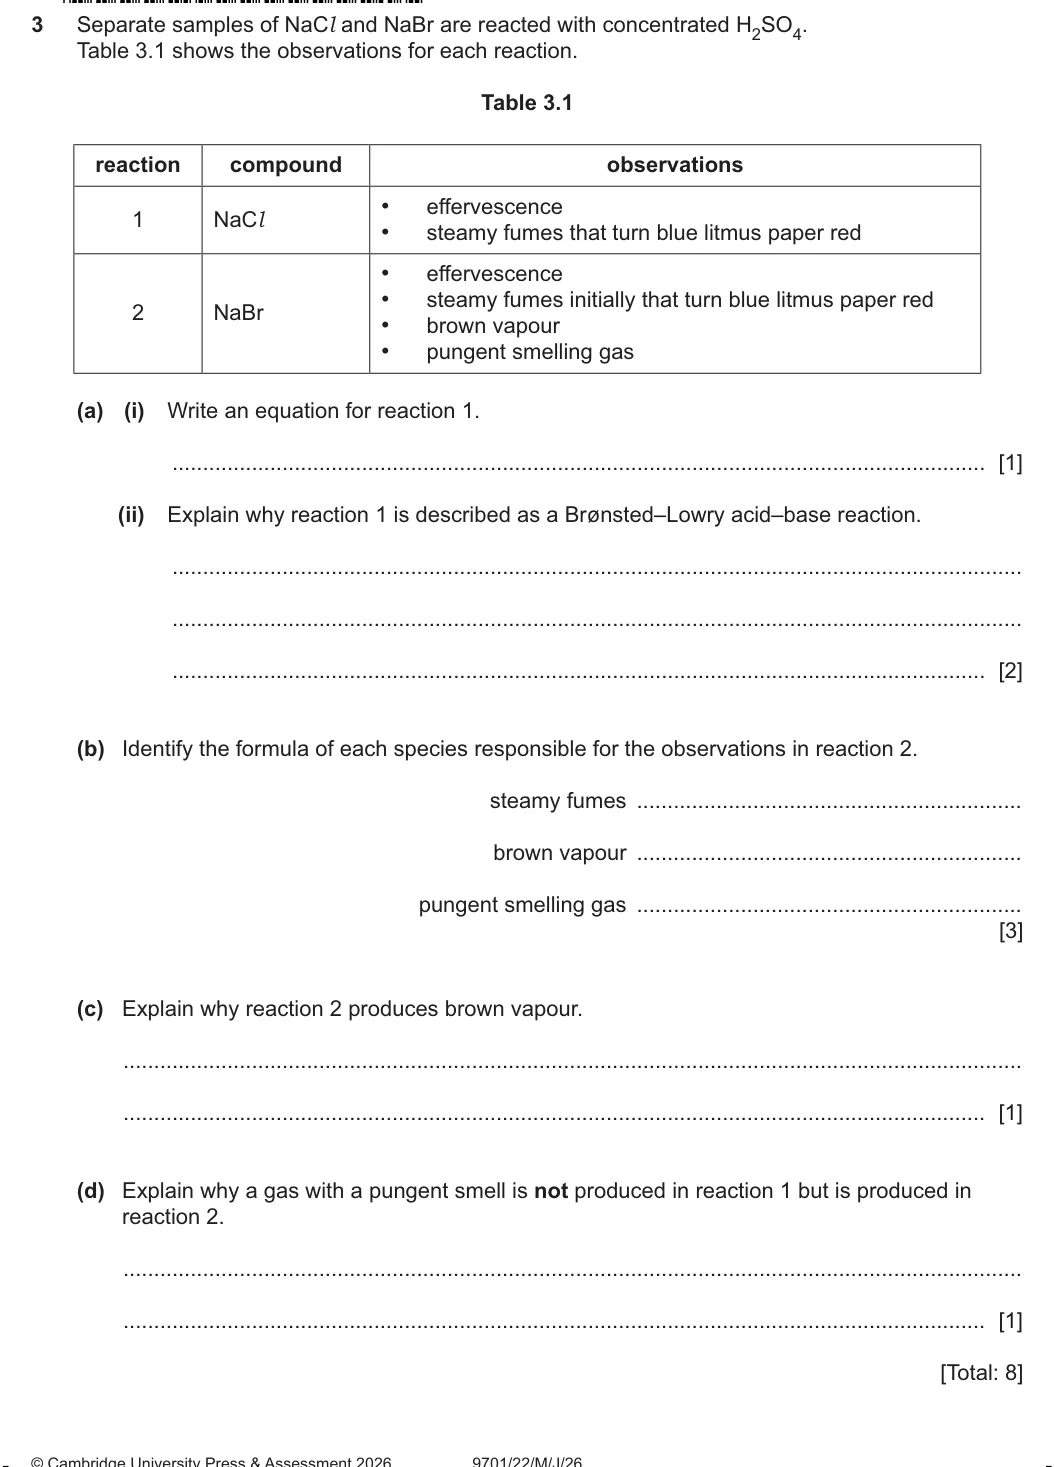 3 Separate samples of NaCl and NaBr are reacted with concentrated H2SO4.
Table 3.1 shows the observations for each reaction.
Table 3.1
reaction compound observations
1 NaCl • effervescence
• steamy fumes that turn blue litmus paper red
2 NaBr • effervescence
• steamy fumes initially that turn blue litmus paper red
• brown vapour
• pungent smelling gas
(a) (i) Write an equation for reaction 1.
[1]
(ii) Explain why reaction 1 is described as a Brønsted–Lowry acid–base reaction.
[2]
(b) Identify the formula of each species responsible for the observations in reaction 2.
steamy fumes
brown vapour
pungent smelling gas
[3]
(c) Explain why reaction 2 produces brown vapour.
[1]
(d) Explain why a gas with a pungent smell is not produced in reaction 1 but is produced in
reaction 2.
[1]
[Total: 8]
© Cambridge University Press & Assessment 2026 9701/22/M/J/26